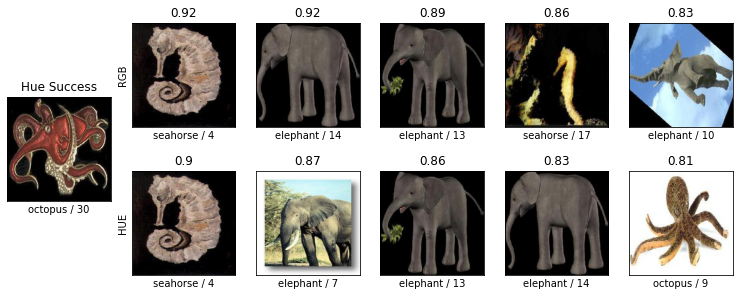 Hue Success
octopus / 30
RGB
0.92
0.92
0.89
0.86
0.83
seahorse / 4
elephant / 14
elephant / 13
seahorse / 17
elephant / 10
HUE
0.9
0.87
0.86
0.83
0.81
seahorse / 4
elephant / 7
elephant / 13
elephant / 14
octopus / 9